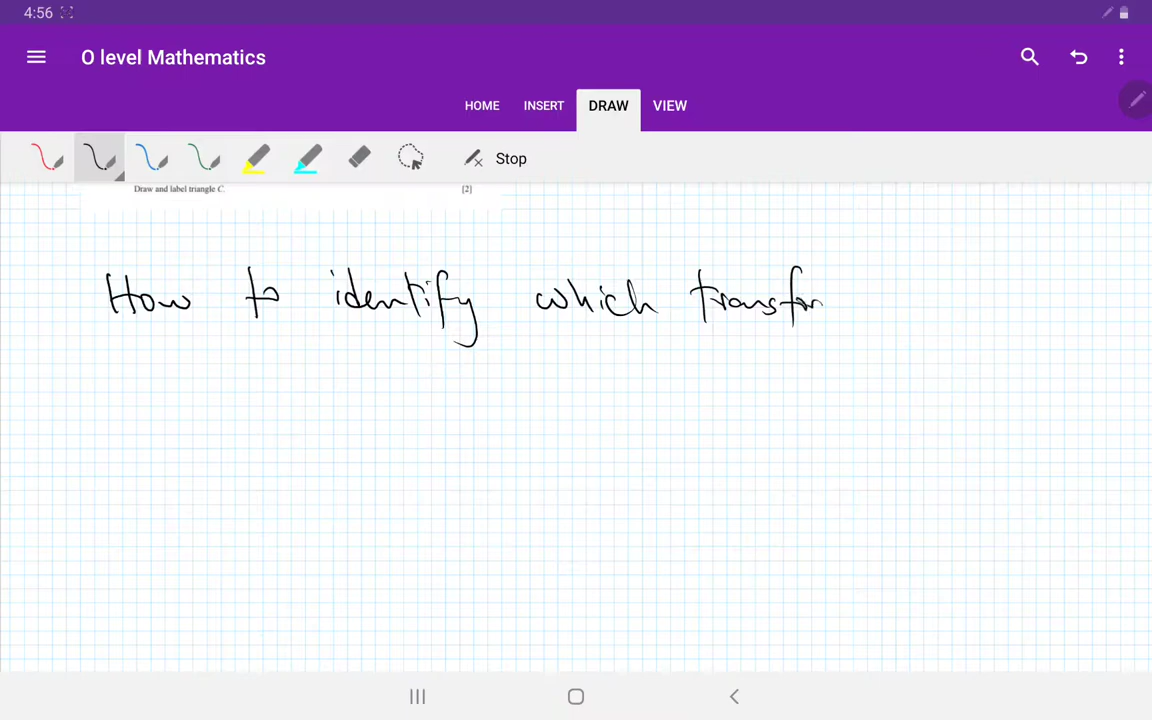 4:56
O level Mathematics
HOME INSERT DRAW VIEW
Stop
Draw and label triangle C. [2]
How to identify which transfor